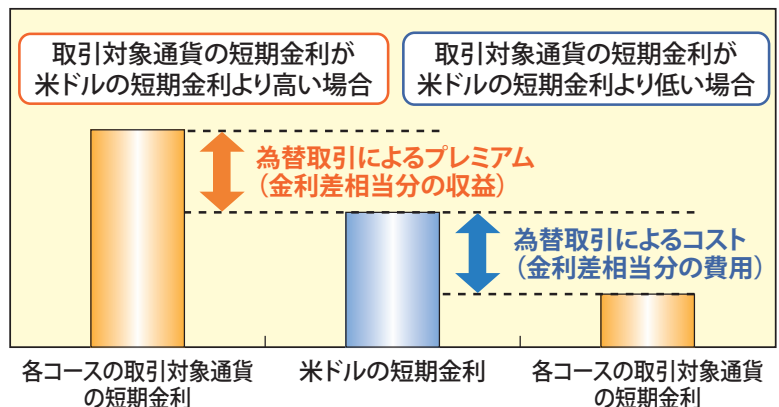 取引対象通貨の短期金利が
米ドルの短期金利より高い場合
取引対象通貨の短期金利が
米ドルの短期金利より低い場合
為替取引によるプレミアム
（金利差相当分の収益）
為替取引によるコスト
（金利差相当分の費用）
各コースの取引対象通貨
の短期金利
米ドルの短期金利
各コースの取引対象通貨
の短期金利